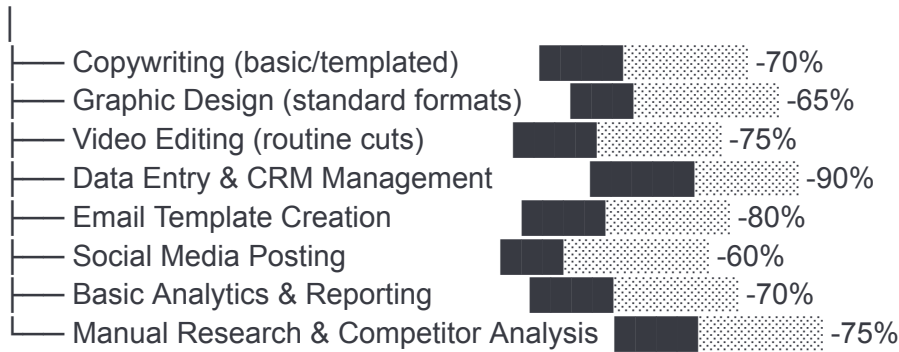 │
├── Copywriting (basic/templated) ████░░░░░░ -70%
├── Graphic Design (standard formats) ███░░░░░░░ -65%
├── Video Editing (routine cuts) ████░░░░░░ -75%
├── Data Entry & CRM Management █████░░░░░ -90%
├── Email Template Creation ████░░░░░░ -80%
├── Social Media Posting ███░░░░░░░ -60%
├── Basic Analytics & Reporting ████░░░░░░ -70%
└── Manual Research & Competitor Analysis ████░░░░░░ -75%